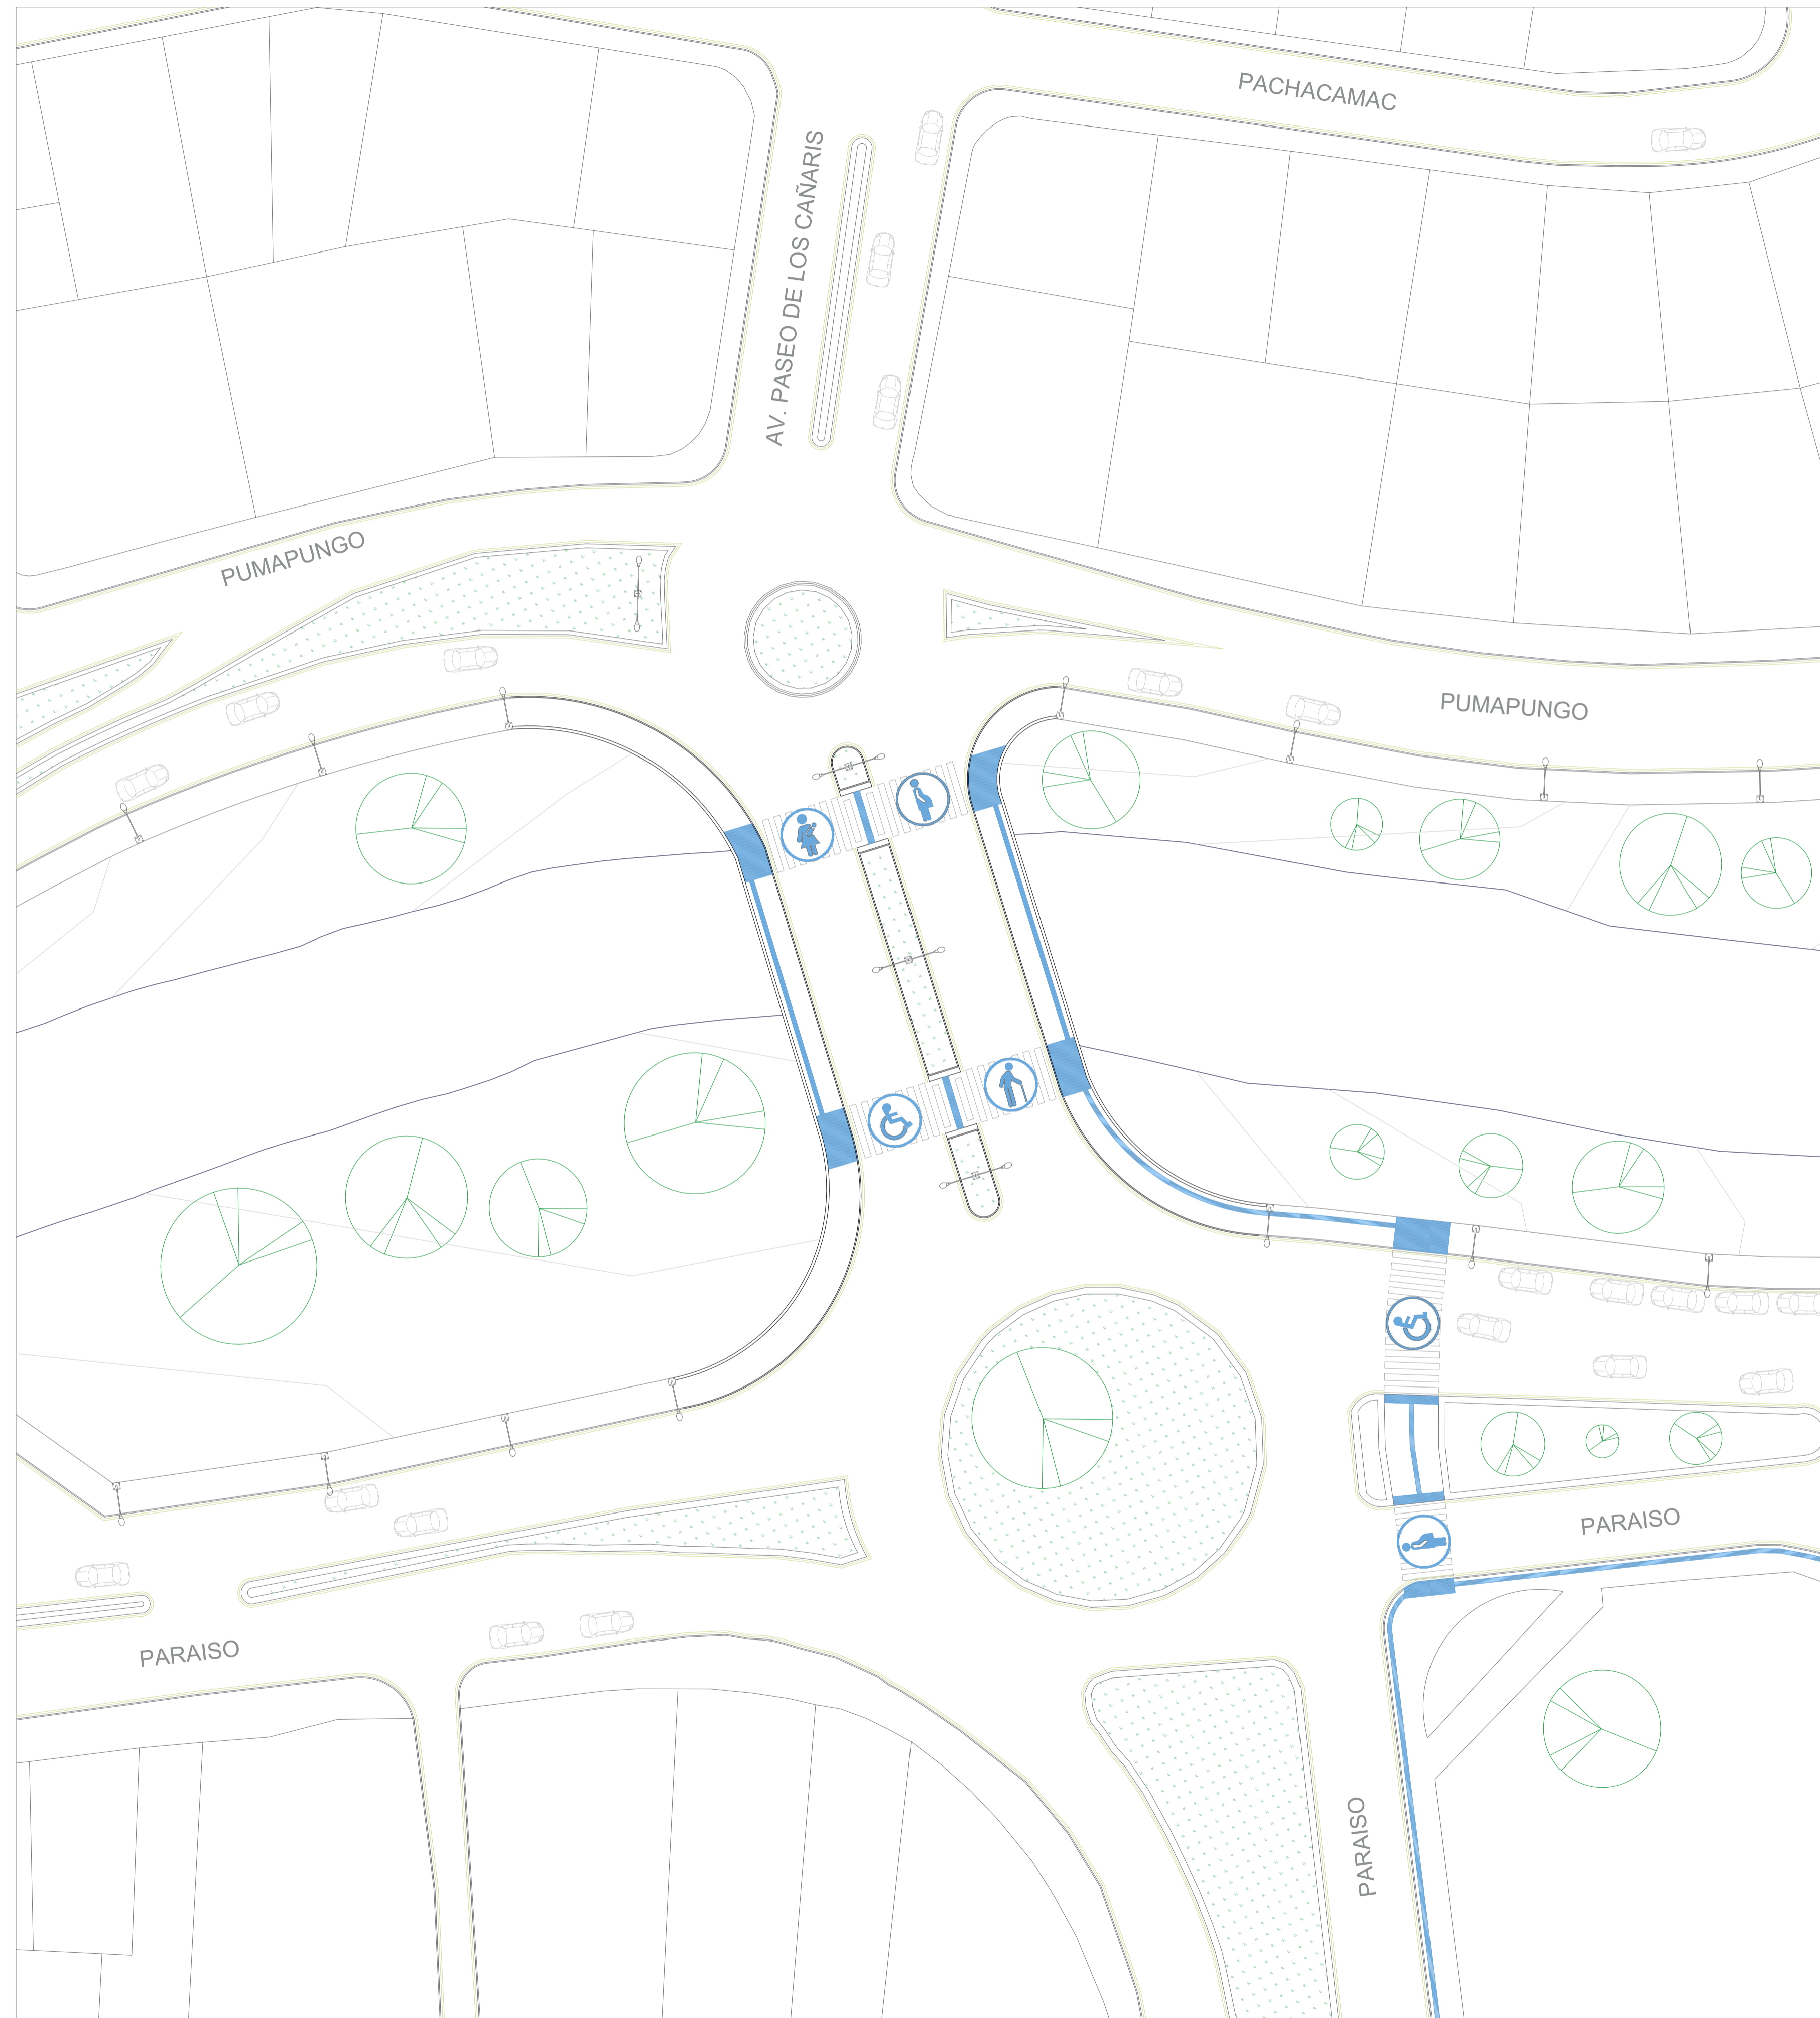 PACHACAMAC
AV. PASEO DE LOS CAÑARIS
PUMAPUNGO
PUMAPUNGO
PARAISO
PARAISO
PARAISO